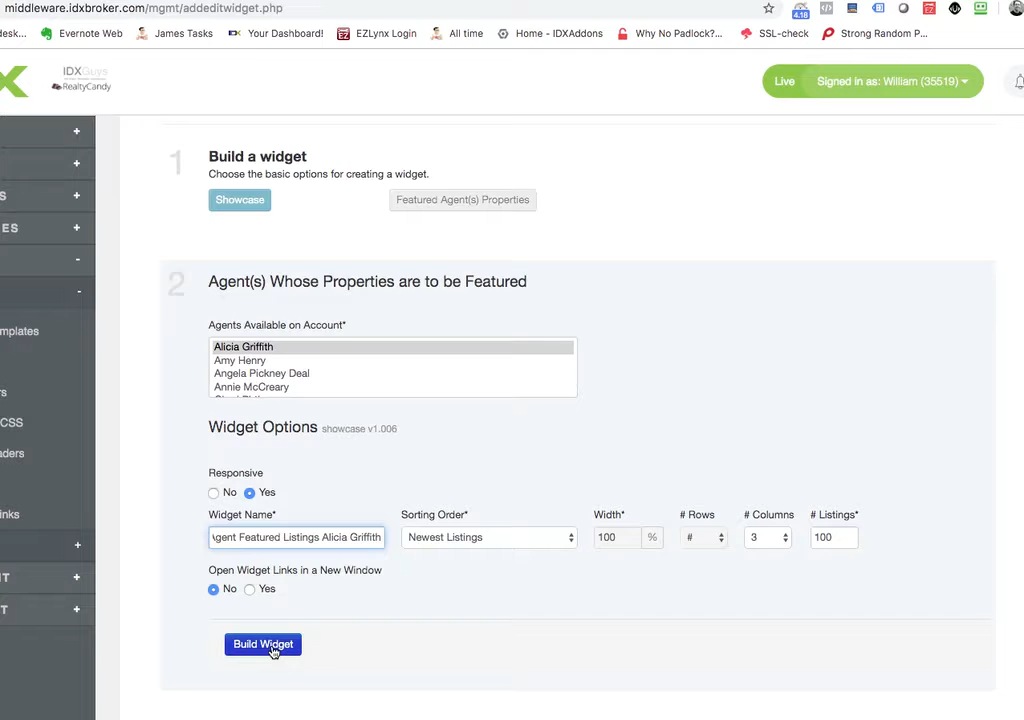 middleware.idxbroker.com/mgmt/addeditwidget.php
4.18
desk... Evernote Web James Tasks Your Dashboard! EZ EZLynx Login All time Home - IDXAddons Why No Padlock?... SSL-check Strong Random P...
X IDXGuys
RealtyCandy
Live Signed in as: William (35519)
+
+
S +
ES +
-
-
mplates
rs
CSS
aders
inks
+
T +
T +
1 Build a widget
Choose the basic options for creating a widget.
Showcase Featured Agent(s) Properties
2 Agent(s) Whose Properties are to be Featured
Agents Available on Account*
Alicia Griffith
Amy Henry
Angela Pickney Deal
Annie McCreary
Widget Options showcase v1.006
Responsive
No Yes
Widget Name* Sorting Order* Width* # Rows # Columns # Listings*
gent Featured Listings Alicia Griffith Newest Listings 100 % # 3 100
Open Widget Links in a New Window
No Yes
Build Widget